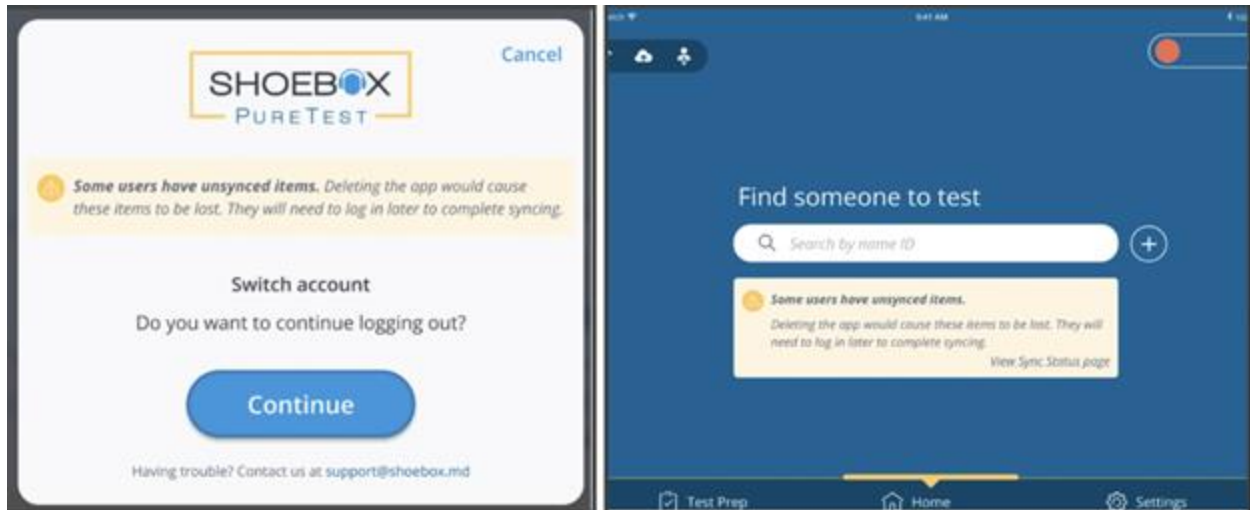 Cancel
SHOEBOX
PURETEST
Some users have unsynced items. Deleting the app would cause
these items to be lost. They will need to log in later to complete syncing.
Switch account
Do you want to continue logging out?
Continue
Having trouble? Contact us at support@shoebox.md
9:41 AM
Find someone to test
Search by name ID
Some users have unsynced items.
Deleting the app would cause these items to be lost. They will
need to log in later to complete syncing.
View Sync Status page
Test Prep
Home
Settings